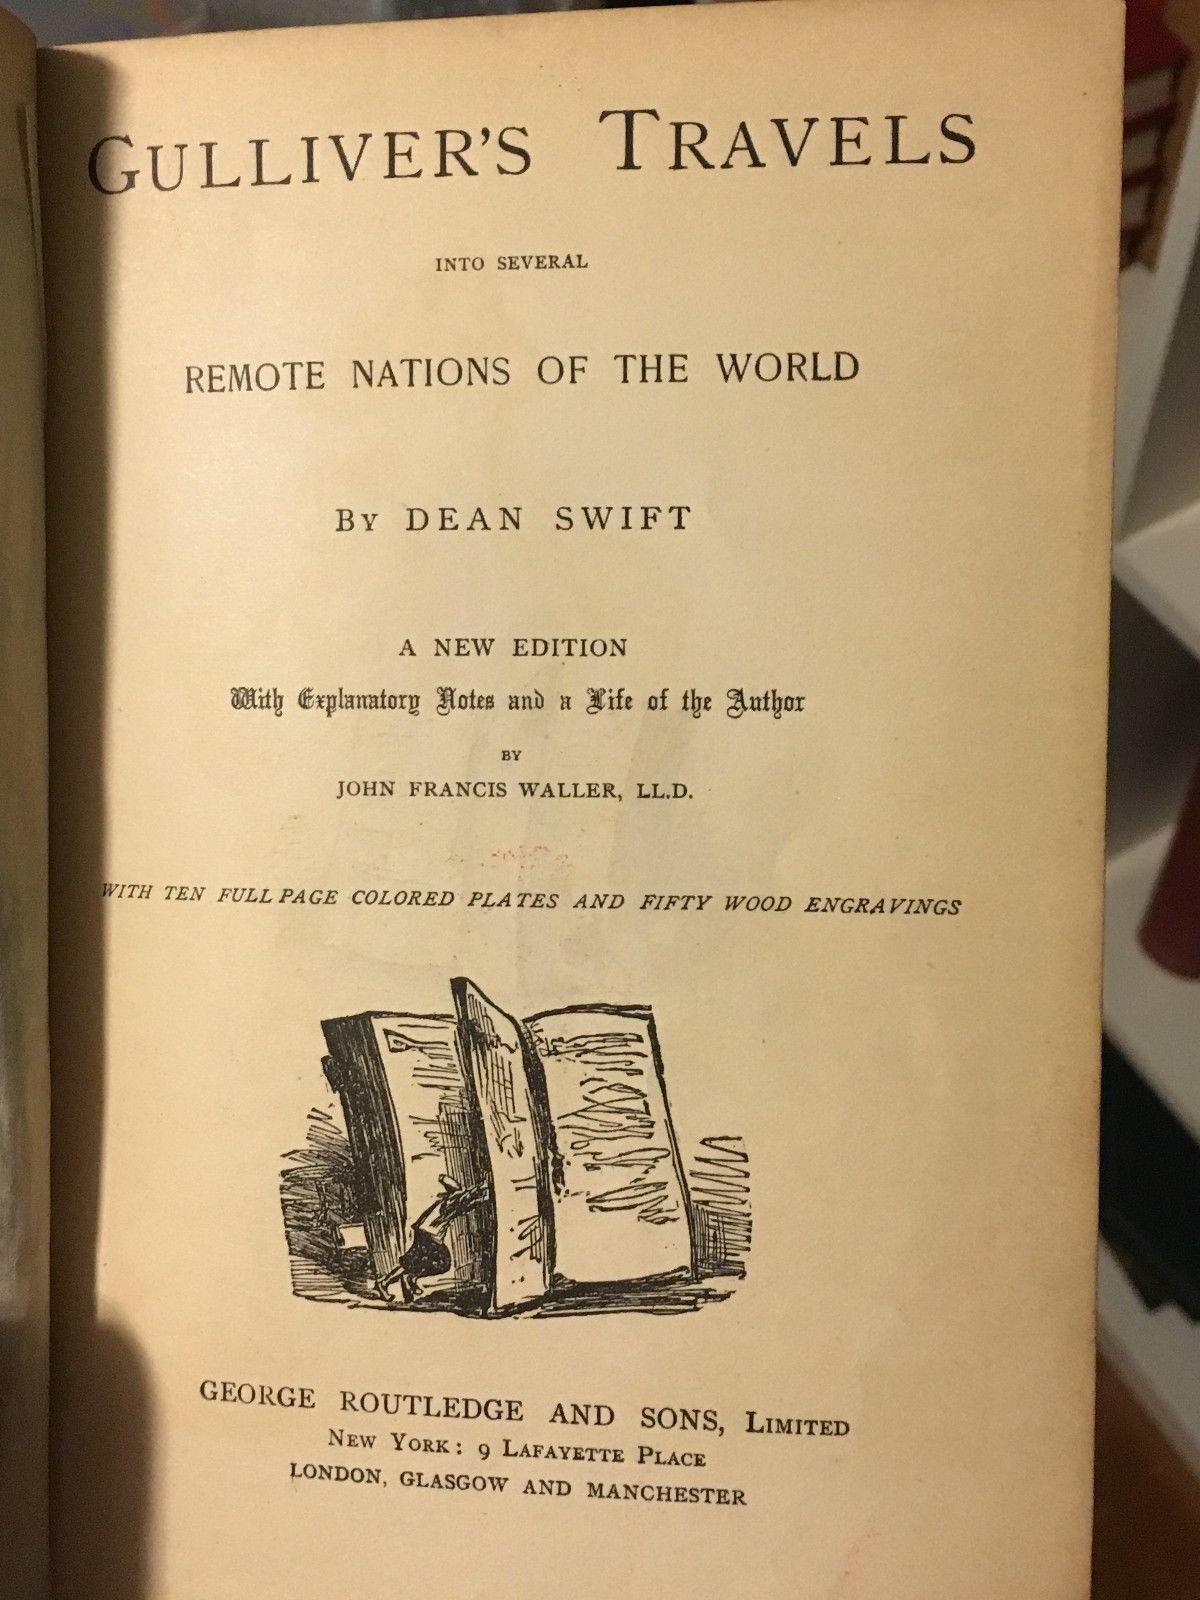 GULLIVER'S TRAVELS
INTO SEVERAL
REMOTE NATIONS OF THE WORLD
BY DEAN SWIFT
A NEW EDITION
With Explanatory Notes and a Life of the Author
BY
JOHN FRANCIS WALLER, LL.D.
WITH TEN FULL PAGE COLORED PLATES AND FIFTY WOOD ENGRAVINGS
GEORGE ROUTLEDGE AND SONS, LIMITED
NEW YORK: 9 LAFAYETTE PLACE
LONDON, GLASGOW AND MANCHESTER